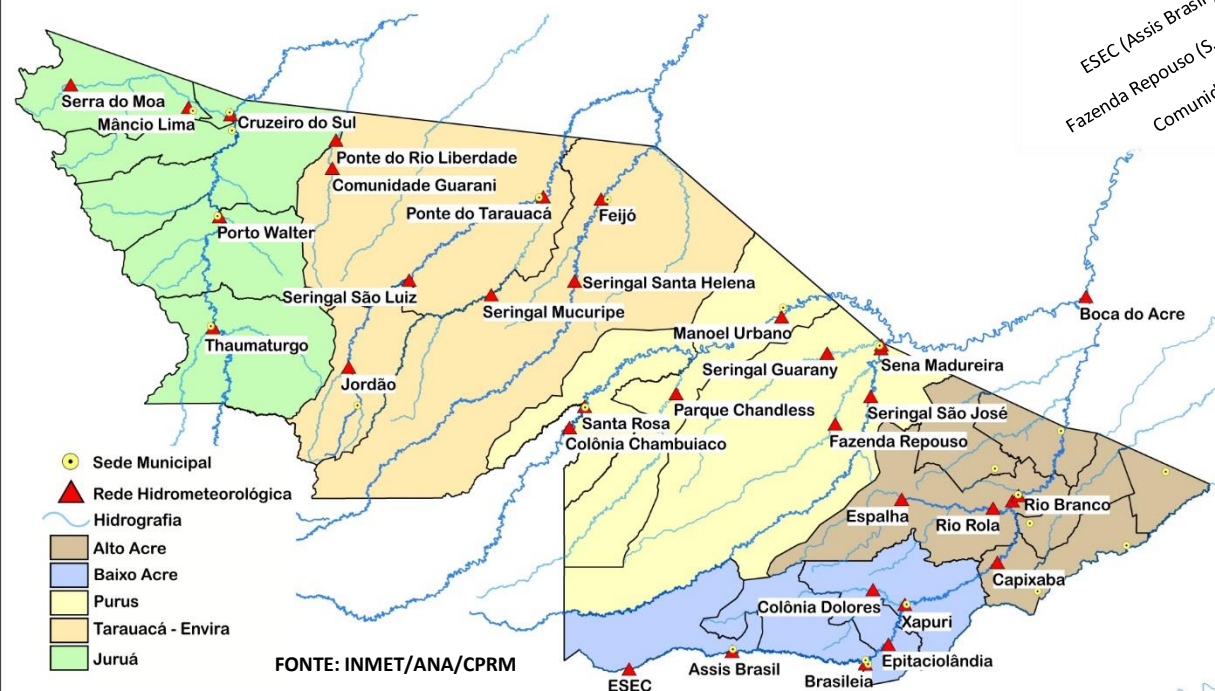 ESEC (Assis Brasil
Fazenda Repouso (S.
Serra do Moa
Mâncio Lima
Cruzeiro do Sul
Ponte do Rio Liberdade
Comunidade Guarani
Ponte do Tarauacá
Feijó
Porto Walter
Seringal São Luiz
Seringal Mucuripe
Seringal Santa Helena
Boca do Acre
Manoel Urbano
Thaumaturgo
Seringal Guarany
Sena Madureira
Jordão
Parque Chandless
Seringal São José
Santa Rosa
Colônia Chambuiaco
Fazenda Repouso
Espalha
Rio Rola
Rio Branco
Capixaba
Colônia Dolores
Xapuri
Epitaciolândia
Assis Brasil
Brasileia
ESEC
Sede Municipal
Rede Hidrometeorológica
Hidrografia
Alto Acre
Baixo Acre
Purus
Tarauacá - Envira
Juruá
FONTE: INMET/ANA/CPRM